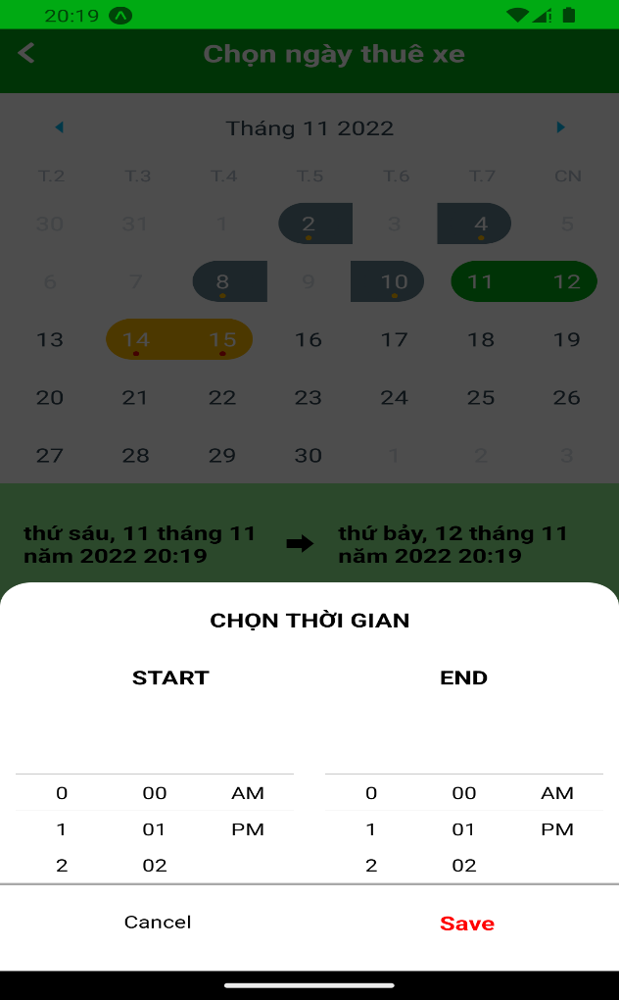 20:19
Chọn ngày thuê xe
Tháng 11 2022
T.2 T.3 T.4 T.5 T.6 T.7 CN
30 31 1 2 3 4 5
6 7 8 9 10 11 12
13 14 15 16 17 18 19
20 21 22 23 24 25 26
27 28 29 30 1 2 3
thứ sáu, 11 tháng 11
năm 2022 20:19
thứ bảy, 12 tháng 11
năm 2022 20:19
CHỌN THỜI GIAN
START END
0 00 AM 0 00 AM
1 01 PM 1 01 PM
2 02 2 02
Cancel Save